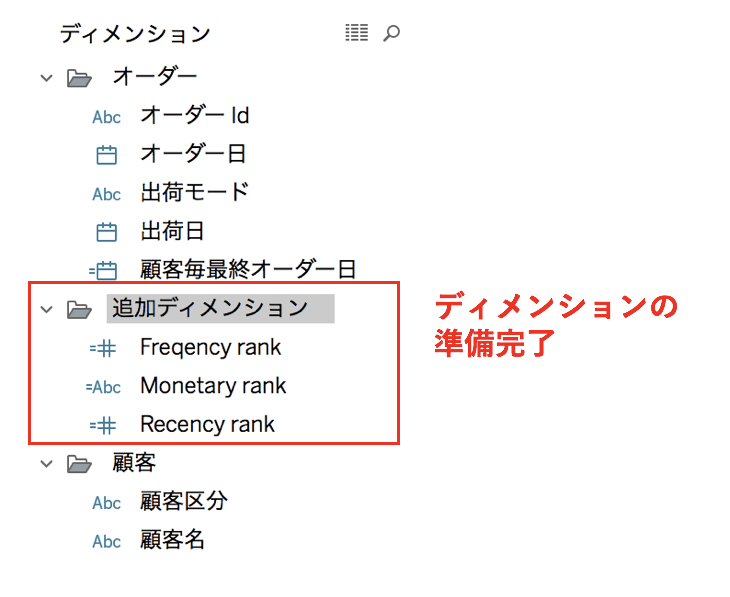 ディメンション
オーダー
Abc オーダー Id
オーダー日
Abc 出荷モード
出荷日
=顧客毎最終オーダー日
追加ディメンション
=# Freqency rank
=Abc Monetary rank
=# Recency rank
顧客
Abc 顧客区分
Abc 顧客名
ディメンションの
準備完了